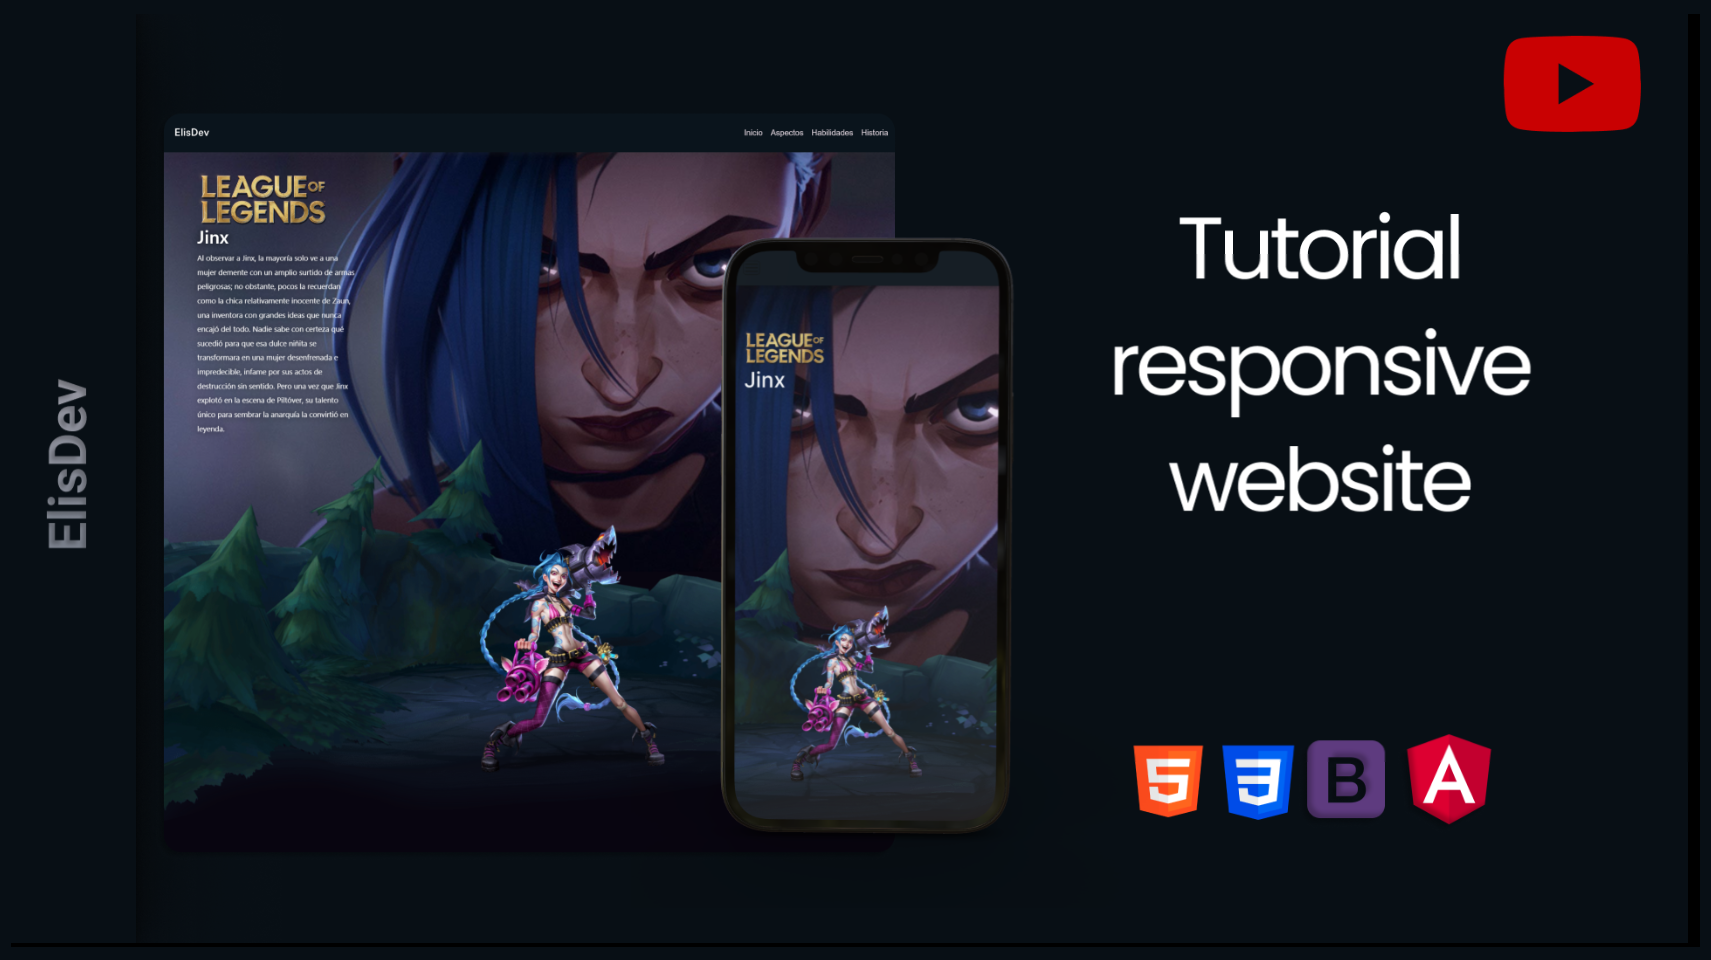 ElisDev
ElisDev
Inicio Aspectos Habilidades Historia
LEAGUE OF
LEGENDS
Jinx
Al observar a Jinx, la mayoría solo ve a una
mujer demente con un amplio surtido de armas
peligrosas; no obstante, pocos la recuerdan
como la chica relativamente inocente de Zaun,
una inventora con grandes ideas que nunca
encajó del todo. Nadie sabe con certeza qué
sucedió para que esa dulce niñita se
transformara en una mujer desenfrenada e
impredecible, infame por sus actos de
destrucción sin sentido. Pero una vez que Jinx
explotó en la escena de Piltóver, su talento
único para sembrar la anarquía la convirtió en
leyenda.
LEAGUE OF
LEGENDS
Jinx
Tutorial
responsive
website
5
3
B
A